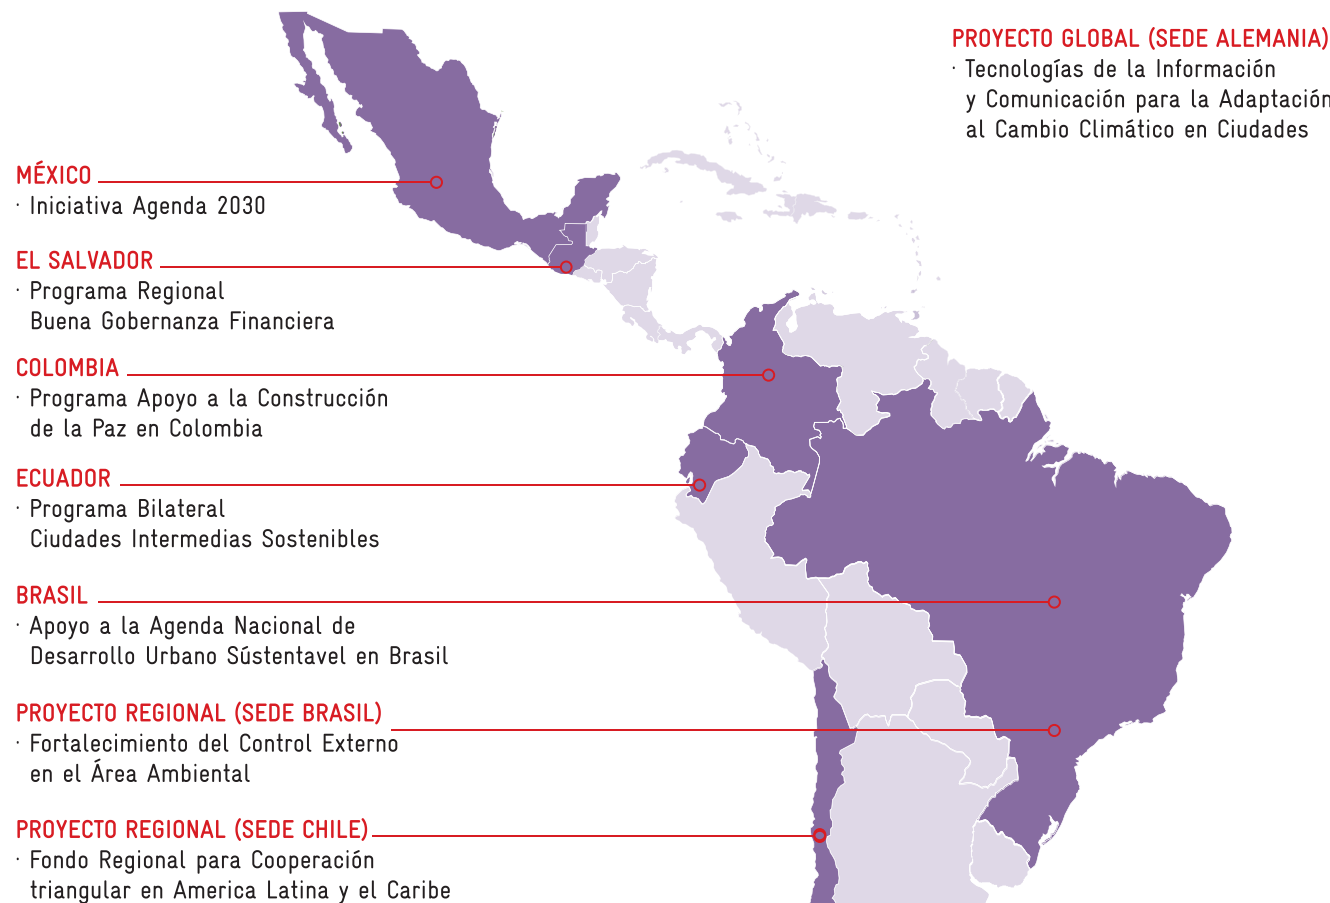 PROYECTO GLOBAL (SEDE ALEMANIA)
· Tecnologías de la Información
y Comunicación para la Adaptación
al Cambio Climático en Ciudades
MÉXICO
· Iniciativa Agenda 2030
EL SALVADOR
· Programa Regional
Buena Gobernanza Financiera
COLOMBIA
· Programa Apoyo a la Construcción
de la Paz en Colombia
ECUADOR
· Programa Bilateral
Ciudades Intermedias Sostenibles
BRASIL
· Apoyo a la Agenda Nacional de
Desarrollo Urbano Sústentavel en Brasil
PROYECTO REGIONAL (SEDE BRASIL)
· Fortalecimiento del Control Externo
en el Área Ambiental
PROYECTO REGIONAL (SEDE CHILE)
· Fondo Regional para Cooperación
triangular en America Latina y el Caribe